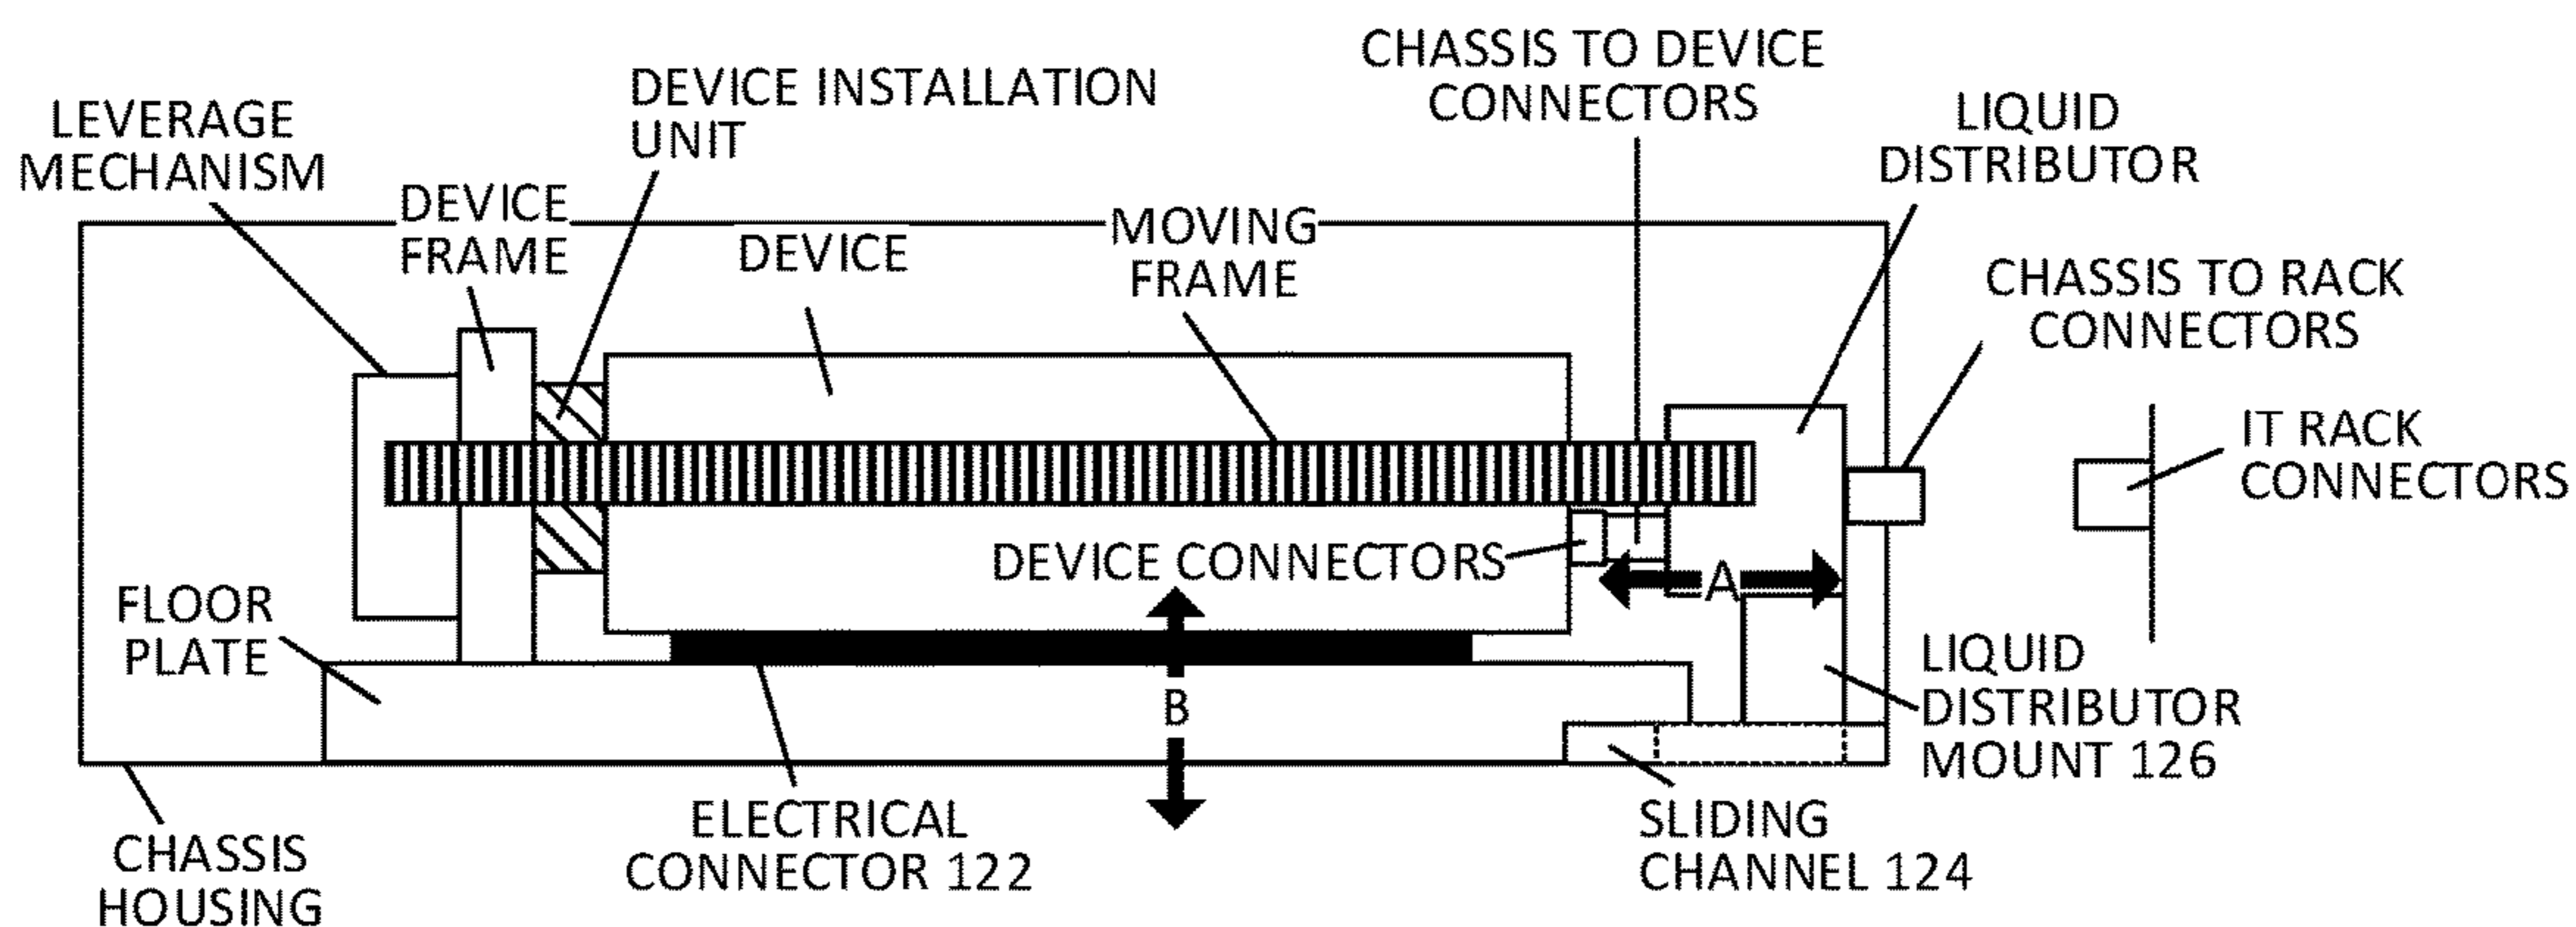 CHASSIS TO DEVICE
CONNECTORS
DEVICE INSTALLATION
UNIT
LEVERAGE
MECHANISM
LIQUID
DISTRIBUTOR
DEVICE
FRAME
DEVICE
MOVING
FRAME
CHASSIS TO RACK
CONNECTORS
IT RACK
CONNECTORS
DEVICE CONNECTORS
A
FLOOR
PLATE
B
LIQUID
DISTRIBUTOR
MOUNT 126
ELECTRICAL
CONNECTOR 122
SLIDING
CHANNEL 124
CHASSIS
HOUSING